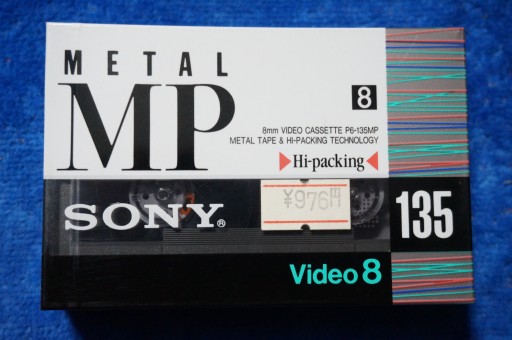 METAL
MP
8
8mm VIDEO CASSETTE P6-135MP
METAL TAPE & HI-PACKING TECHNOLOGY
Hi-packing
SONY®
¥976円
135
Video 8